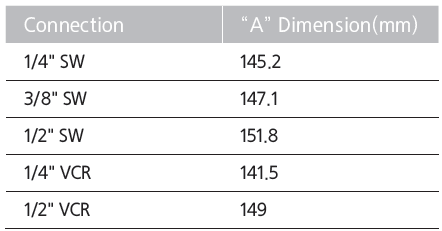 Connection “A” Dimension(mm)
1/4" SW 145.2
3/8" SW 147.1
1/2" SW 151.8
1/4" VCR 141.5
1/2" VCR 149